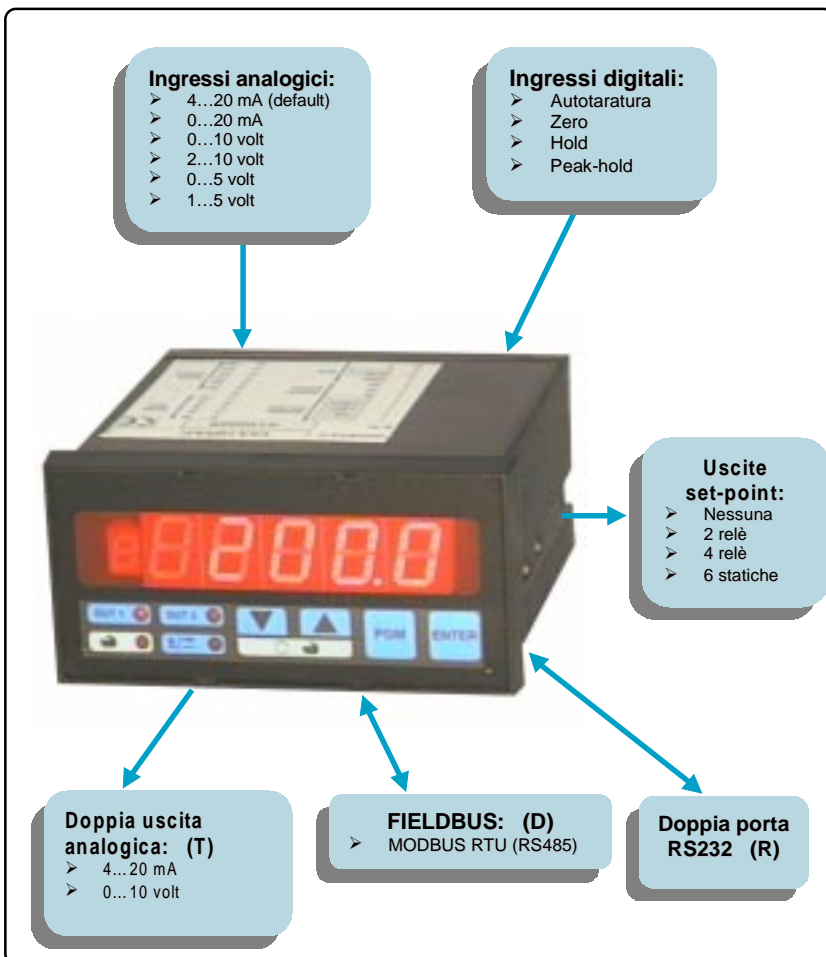 Ingressi analogici:
➢ 4…20 mA (default)
➢ 0…20 mA
➢ 0…10 volt
➢ 2…10 volt
➢ 0…5 volt
➢ 1…5 volt
Ingressi digitali:
➢ Autotaratura
➢ Zero
➢ Hold
➢ Peak-hold
Uscite
set-point:
➢ Nessuna
➢ 2 relè
➢ 4 relè
➢ 6 statiche
200.0
OUT 1 OUT 2
PGM ENTER
Doppia uscita
analogica: (T)
➢ 4…20 mA
➢ 0…10 volt
FIELDBUS: (D)
➢ MODBUS RTU (RS485)
Doppia porta
RS232 (R)